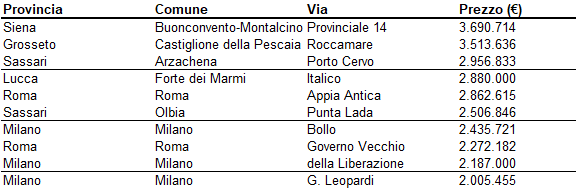 Provincia Comune Via Prezzo (€)
Siena Buonconvento-Montalcino Provinciale 14 3.690.714
Grosseto Castiglione della Pescaia Roccamare 3.513.636
Sassari Arzachena Porto Cervo 2.956.833
Lucca Forte dei Marmi Italico 2.880.000
Roma Roma Appia Antica 2.862.615
Sassari Olbia Punta Lada 2.506.846
Milano Milano Bollo 2.435.721
Roma Roma Governo Vecchio 2.272.182
Milano Milano della Liberazione 2.187.000
Milano Milano G. Leopardi 2.005.455